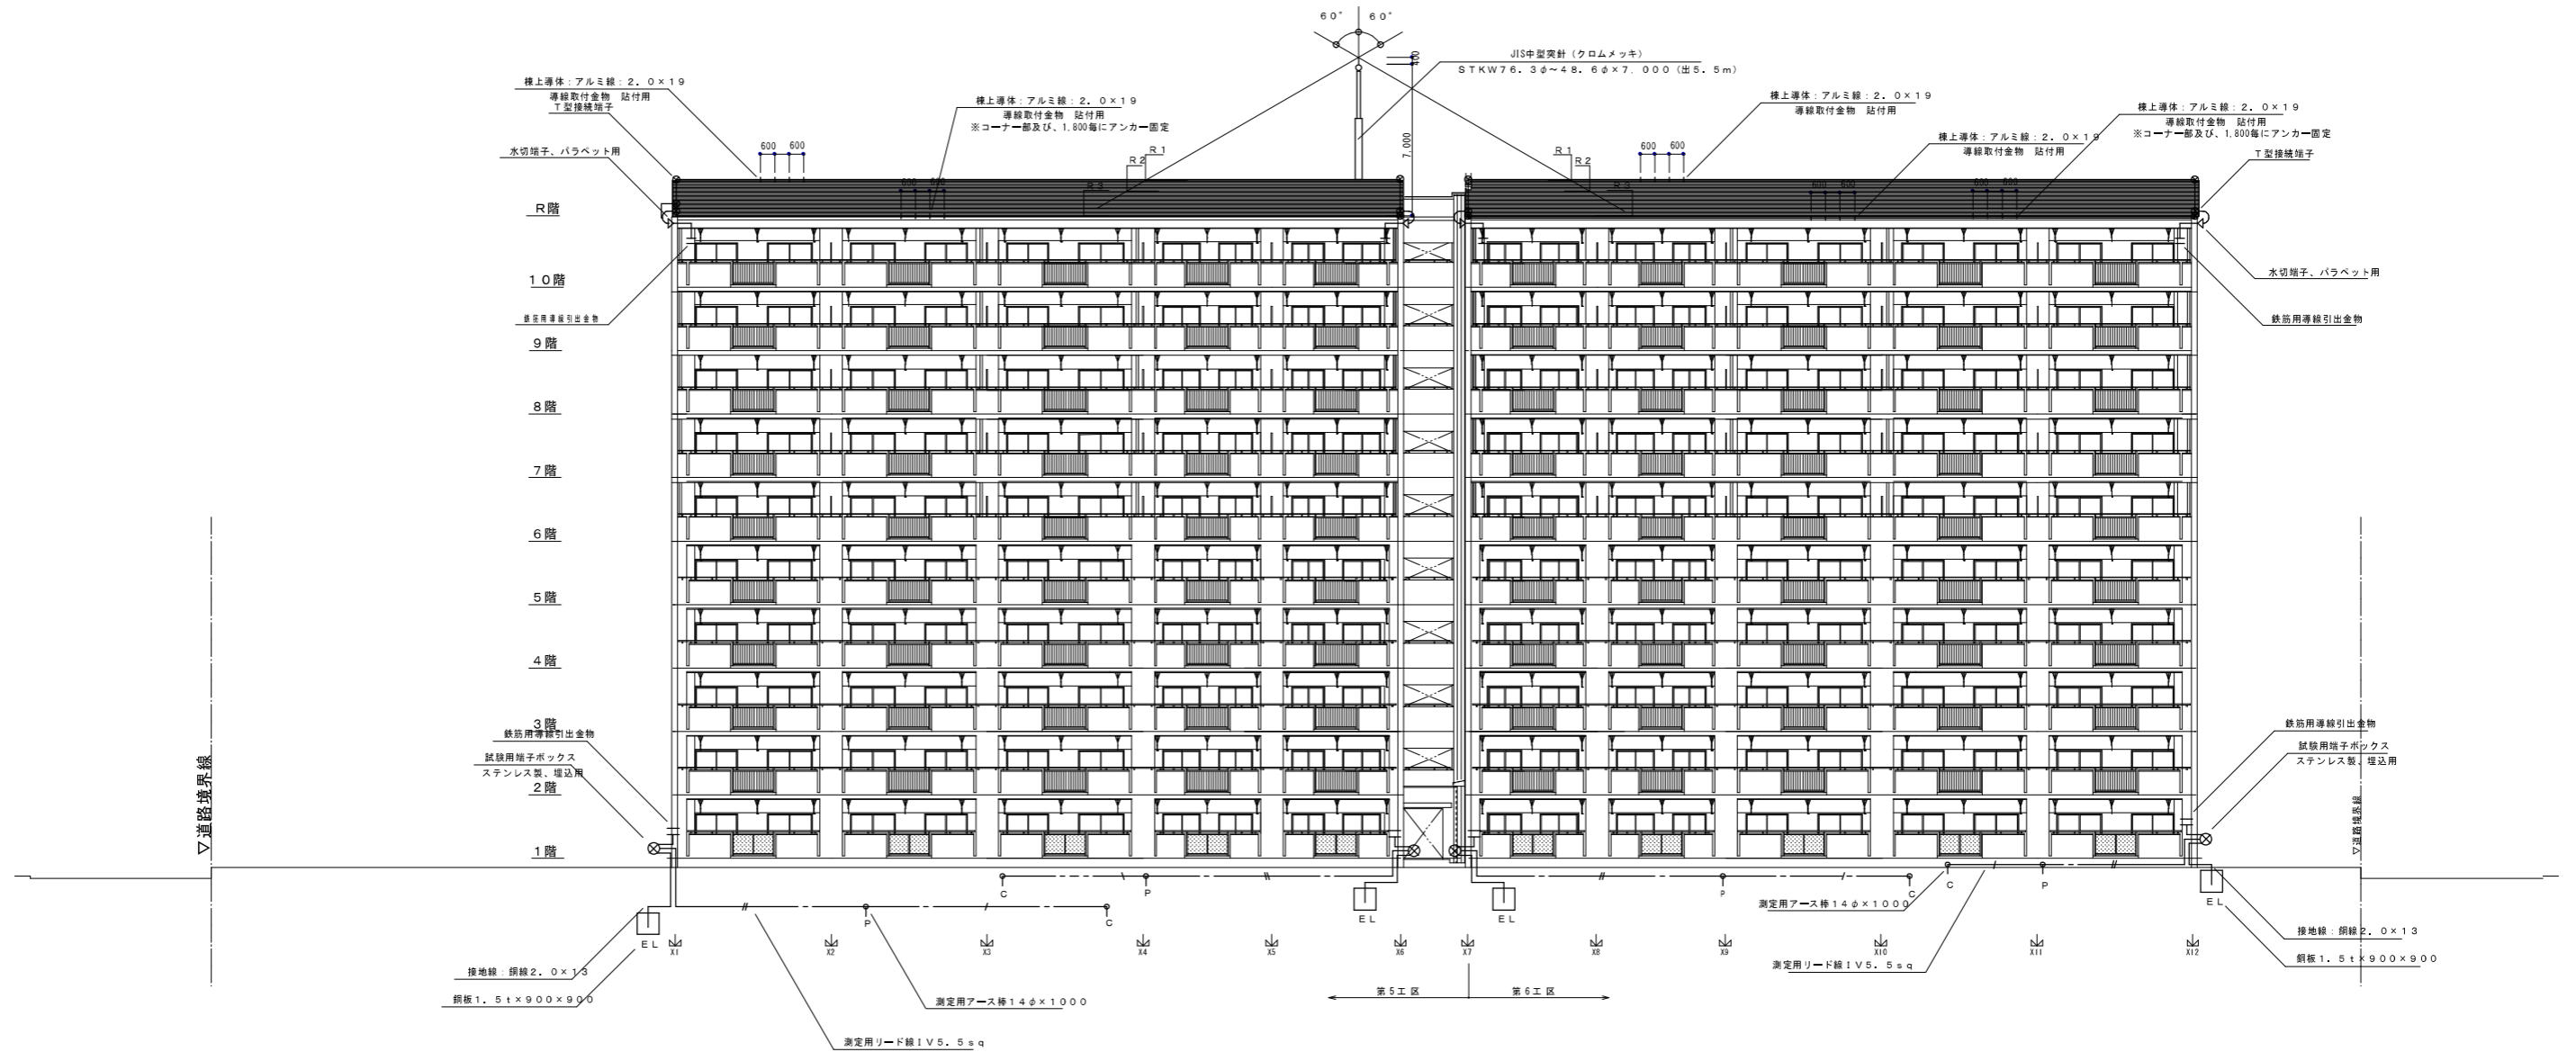 60° 60°
400
JIS中型突針（クロムメッキ）
STKW76.3φ～48.6φ×7.000（出5.5m）
7,000
棟上導体：アルミ線：2.0×19
導線取付金物　貼付用
T型接続端子
水切端子、パラペット用
棟上導体：アルミ線：2.0×19
導線取付金物　貼付用
※コーナー部及び、1,800毎にアンカー固定
600 600
600 600
R1
R2
R3
棟上導体：アルミ線：2.0×19
導線取付金物　貼付用
棟上導体：アルミ線：2.0×19
導線取付金物　貼付用
※コーナー部及び、1,800毎にアンカー固定
棟上導体：アルミ線：2.0×19
導線取付金物　貼付用
T型接続端子
R1
R2
R3
600 600
600 600
600 600
R階
10階
水切端子、パラペット用
鉄筋用導線引出金物
鉄筋用導線引出金物
9階
8階
7階
6階
5階
4階
3階
鉄筋用導線引出金物
試験用端子ボックス
ステンレス製、埋込用
2階
1階
▽道路境界線
鉄筋用導線引出金物
試験用端子ボックス
ステンレス製、埋込用
▽道路境界線
C P
P C
C P
P C
EL EL EL EL
測定用アース棒14φ×1000
X1 X2 X3 X4 X5 X6 X7 X8 X9 X10 X11 X12
接地線：銅線2.0×13
銅板1.5t×900×900
測定用アース棒14φ×1000
測定用リード線IV5.5sq
第5工区 第6工区
測定用リード線IV5.5sq
接地線：銅線2.0×13
銅板1.5t×900×900